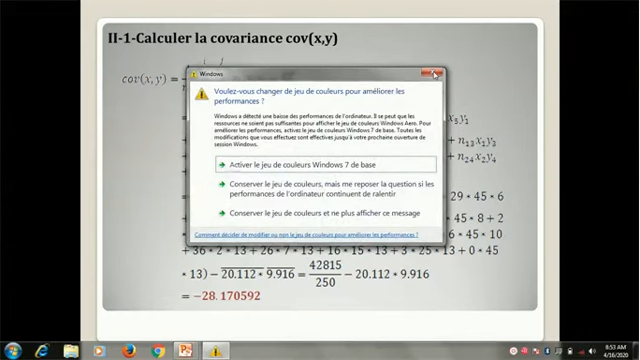 II-1-Calculer la covariance cov(x,y)
cov(x, y) =
Windows
Voulez-vous changer de jeu de couleurs pour améliorer les
performances ?
Windows a détecté une baisse des performances de l'ordinateur. Il se peut que les
ressources ne soient pas suffisantes pour afficher le jeu de couleurs Windows Aero. Pour
améliorer les performances, activez le jeu de couleurs Windows 7 de base. Toutes les
modifications que vous effectuez sont effectives jusqu'à votre prochaine ouverture de
session Windows.
Activer le jeu de couleurs Windows 7 de base
Conserver le jeu de couleurs, mais me reposer la question si les
performances de l'ordinateur continuent de ralentir
Conserver le jeu de couleurs et ne plus afficher ce message
Comment décider de modifier ou non le jeu de couleurs pour améliorer les performances ?
+ n₁₃x₁y₃
+ n₂₄x₂y₄
29 * 45 * 6
* 45 * 8 + 2
* 6 * 45 * 10
+ 36 * 2 * 13 + 26 * 7 * 13 + 16 * 15 * 13 + 3 * 25 * 13 + 0 * 45
* 13) − 20.112 * 9.916 = 42815/250 − 20.112 * 9.916
= −28.170592
8:53 AM
4/16/2020